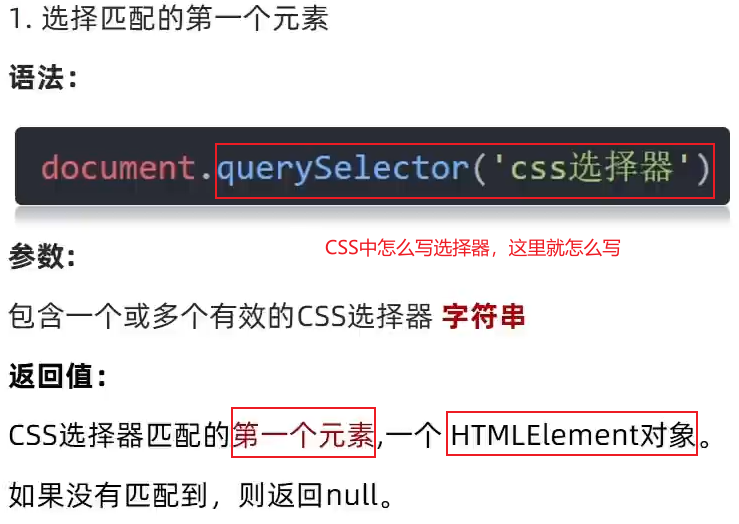 1. 选择匹配的第一个元素
语法：
document.querySelector('css选择器')
CSS中怎么写选择器，这里就怎么写
参数:
包含一个或多个有效的CSS选择器 字符串
返回值：
CSS选择器匹配的第一个元素,一个 HTMLElement对象。
如果没有匹配到，则返回null。